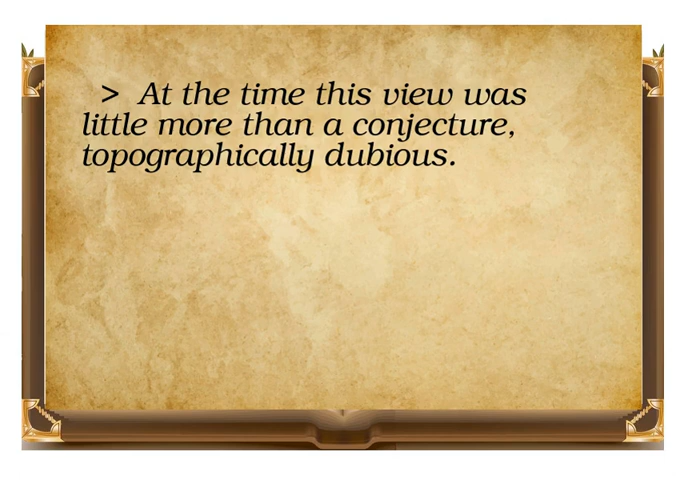 > At the time this view was
little more than a conjecture,
topographically dubious.